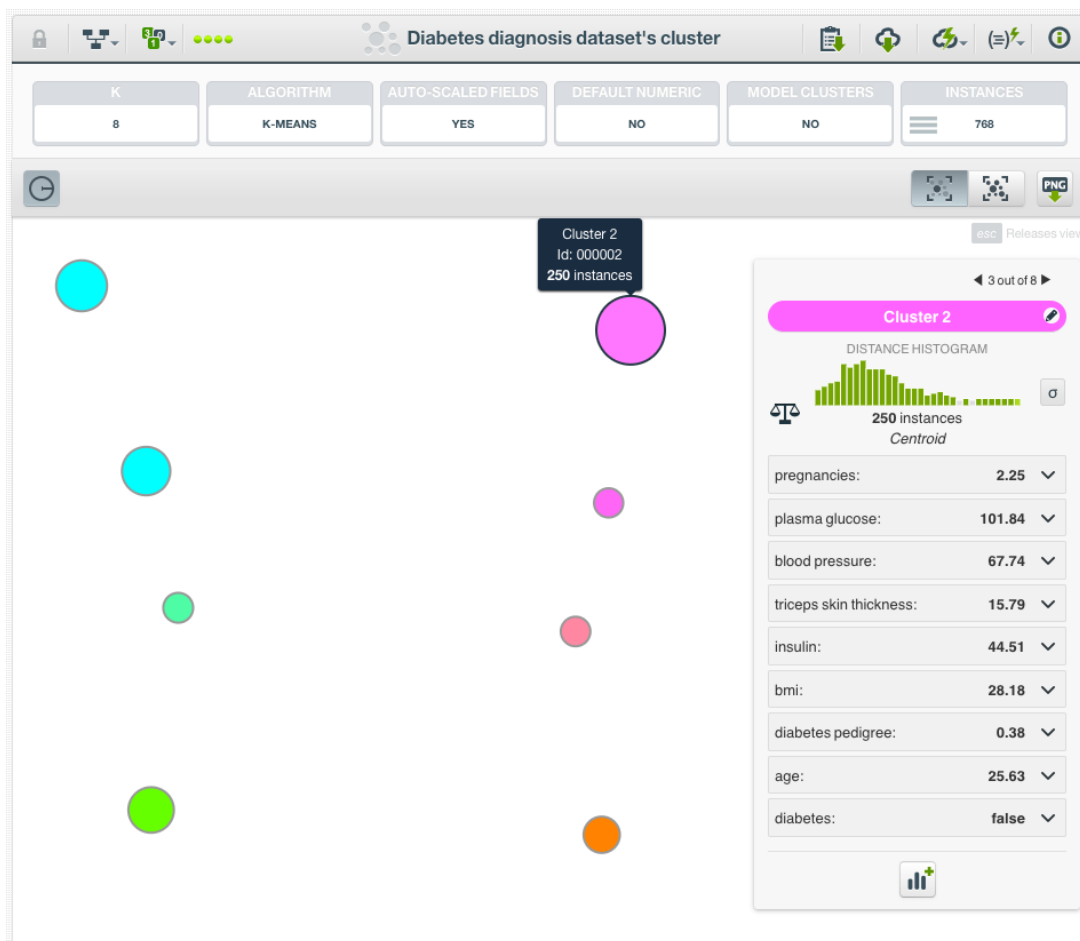 Diabetes diagnosis dataset's cluster
K
8
ALGORITHM
K-MEANS
AUTO-SCALED FIELDS
YES
DEFAULT NUMERIC
NO
MODEL CLUSTERS
NO
INSTANCES
768
PNG
esc Releases view
Cluster 2
Id: 000002
250 instances
3 out of 8
Cluster 2
DISTANCE HISTOGRAM
σ
250 instances
Centroid
pregnancies: 2.25
plasma glucose: 101.84
blood pressure: 67.74
triceps skin thickness: 15.79
insulin: 44.51
bmi: 28.18
diabetes pedigree: 0.38
age: 25.63
diabetes: false